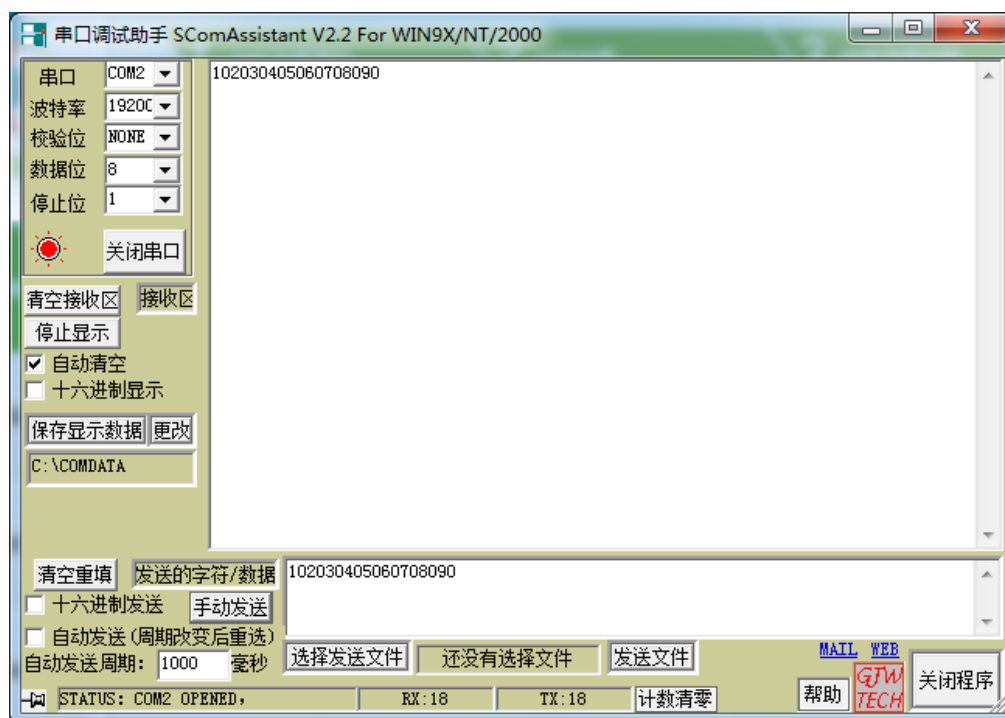 串口调试助手 SComAssistant V2.2 For WIN9X/NT/2000
串口 COM2
102030405060708090
波特率 1920C
校验位 NONE
数据位 8
停止位 1
关闭串口
清空接收区 接收区
停止显示
自动清空
十六进制显示
保存显示数据 更改
C:\COMDATA
清空重填 发送的字符/数据 102030405060708090
十六进制发送 手动发送
自动发送(周期改变后重选)
自动发送周期: 1000 毫秒 选择发送文件 还没有选择文件 发送文件
MAIL WEB
STATUS: COM2 OPENED, RX:18 TX:18 计数清零 帮助
GJW
TECH
关闭程序